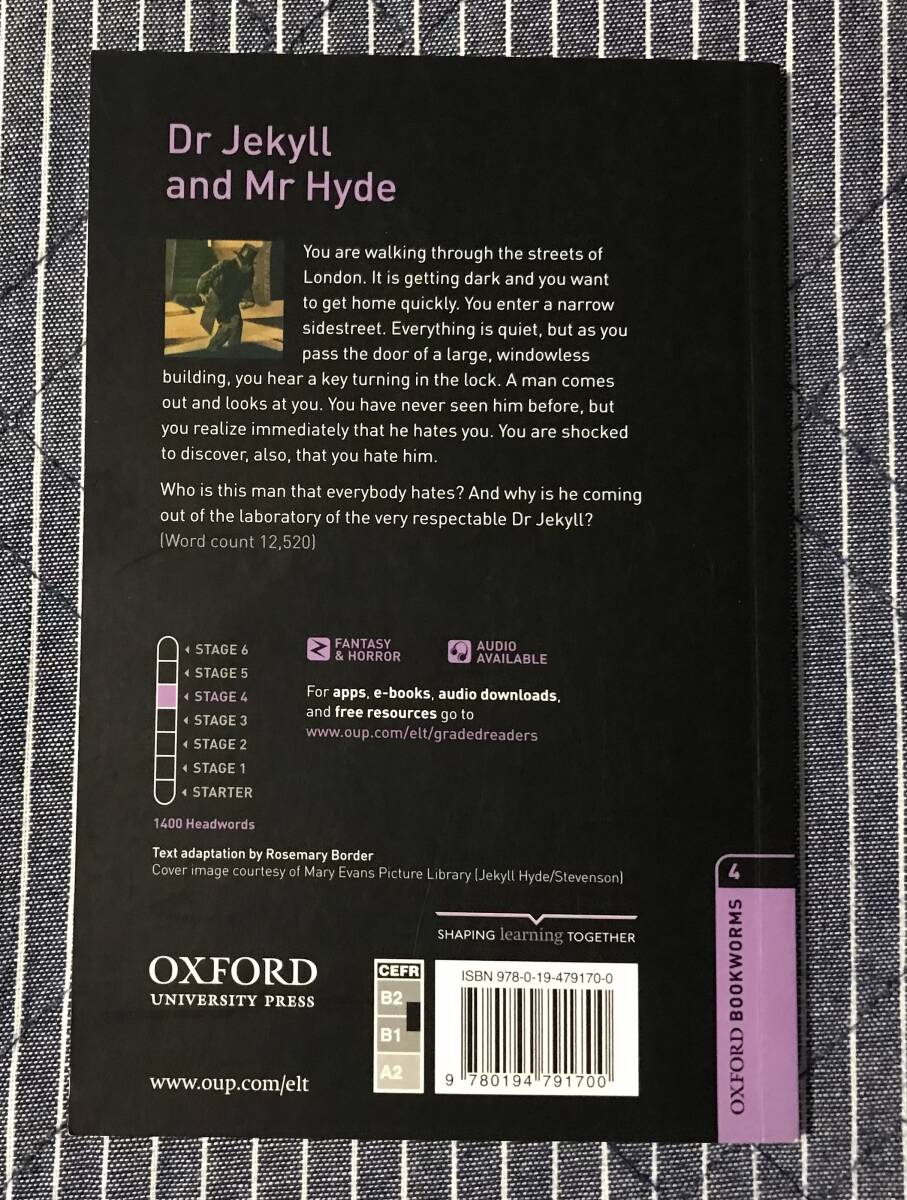 Dr Jekyll
and Mr Hyde
You are walking through the streets of
London. It is getting dark and you want
to get home quickly. You enter a narrow
sidestreet. Everything is quiet, but as you
pass the door of a large, windowless
building, you hear a key turning in the lock. A man comes
out and looks at you. You have never seen him before, but
you realize immediately that he hates you. You are shocked
to discover, also, that you hate him.
Who is this man that everybody hates? And why is he coming
out of the laboratory of the very respectable Dr Jekyll?
(Word count 12,520)
STAGE 6
STAGE 5
STAGE 4
STAGE 3
STAGE 2
STAGE 1
STARTER
1400 Headwords
FANTASY
& HORROR
AUDIO
AVAILABLE
For apps, e-books, audio downloads,
and free resources go to
www.oup.com/elt/gradedreaders
Text adaptation by Rosemary Border
Cover image courtesy of Mary Evans Picture Library (Jekyll Hyde/Stevenson)
SHAPING learning TOGETHER
OXFORD
UNIVERSITY PRESS
www.oup.com/elt
CEFR
B2
B1
A2
ISBN 978-0-19-479170-0
9 780194 791700
4
OXFORD BOOKWORMS